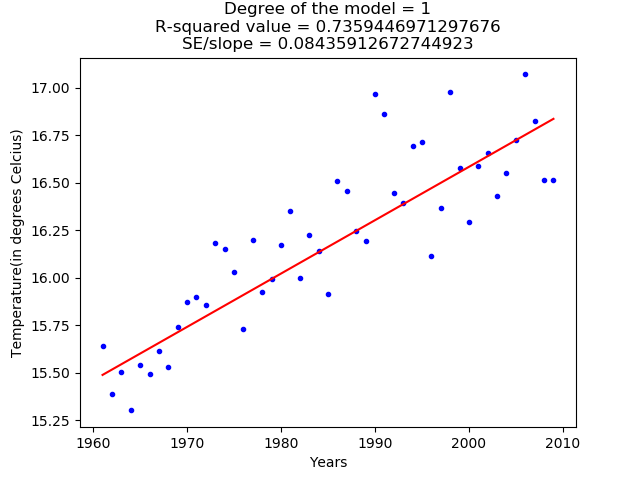 Degree of the model = 1
R-squared value = 0.7359446971297676
SE/slope = 0.08435912672744923
17.00
16.75
16.50
16.25
16.00
15.75
15.50
15.25
Temperature(in degrees Celcius)
1960 1970 1980 1990 2000 2010
Years